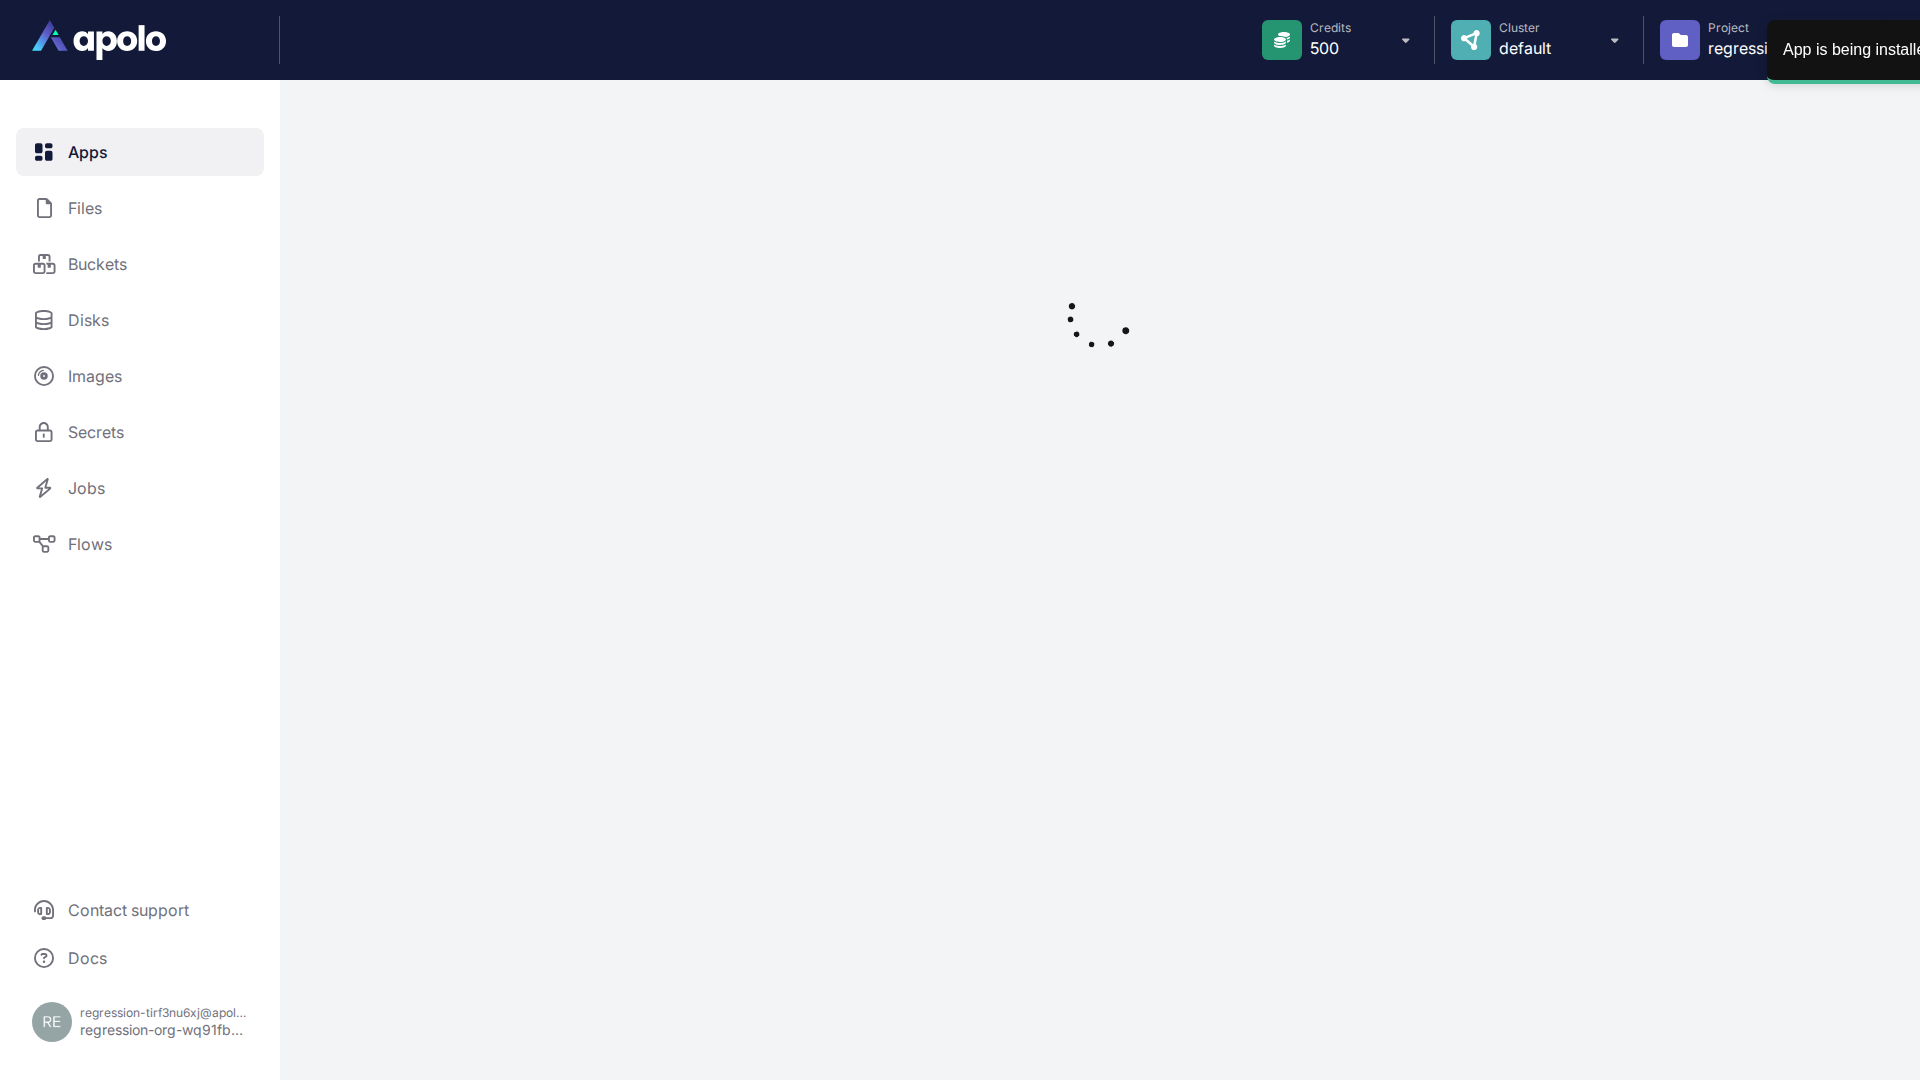 apolo
Credits
500
Cluster
default
Project
regressi
App is being installe
Apps
Files
Buckets
Disks
Images
Secrets
Jobs
Flows
Contact support
Docs
RE
regression-tirf3nu6xj@apol...
regression-org-wq91fb...